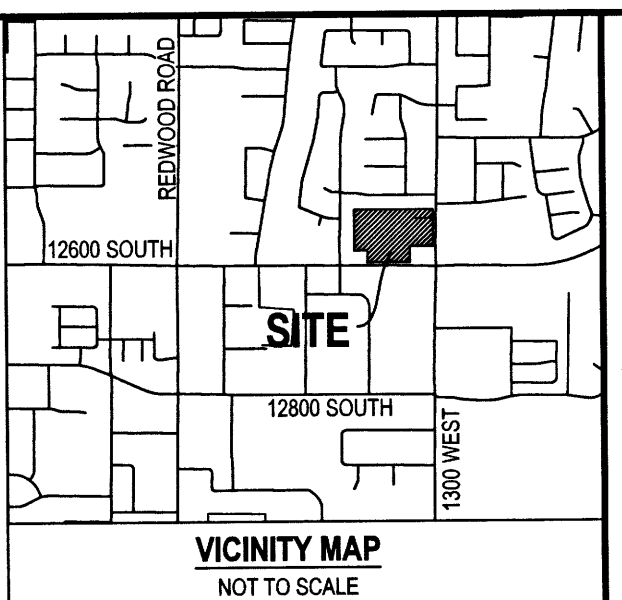 REDWOOD ROAD
12600 SOUTH
SITE
12800 SOUTH
1300 WEST
VICINITY MAP
NOT TO SCALE